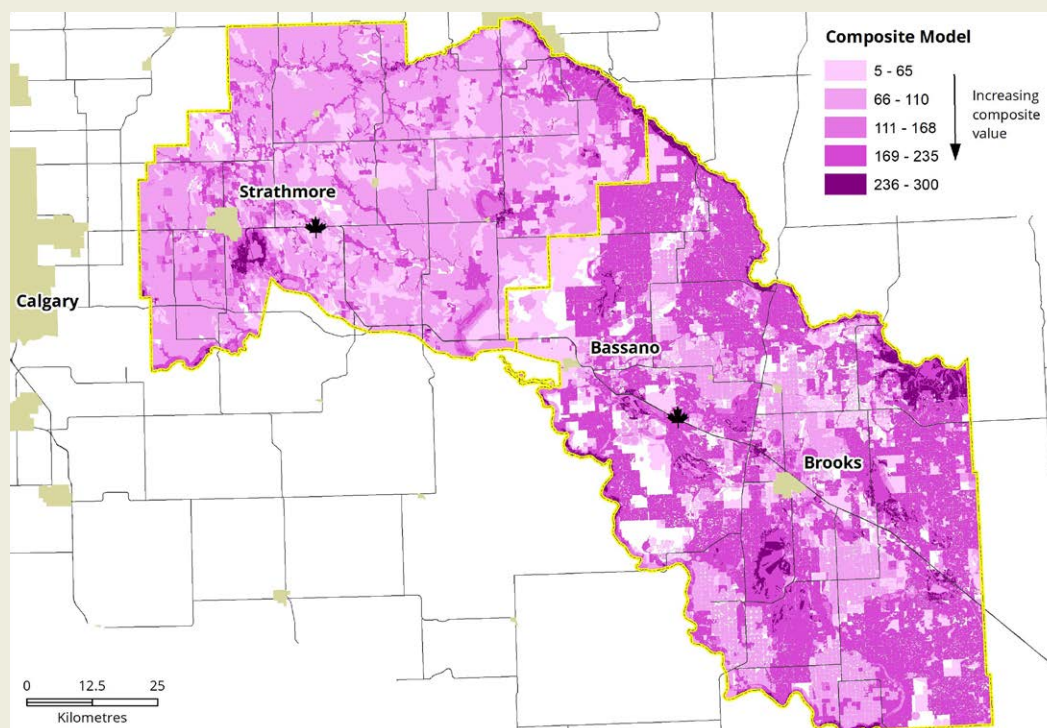 Composite Model
5 - 65
66 - 110
111 - 168
169 - 235
236 - 300
Increasing
composite
value
Strathmore
Calgary
Bassano
Brooks
0 12.5 25
Kilometres